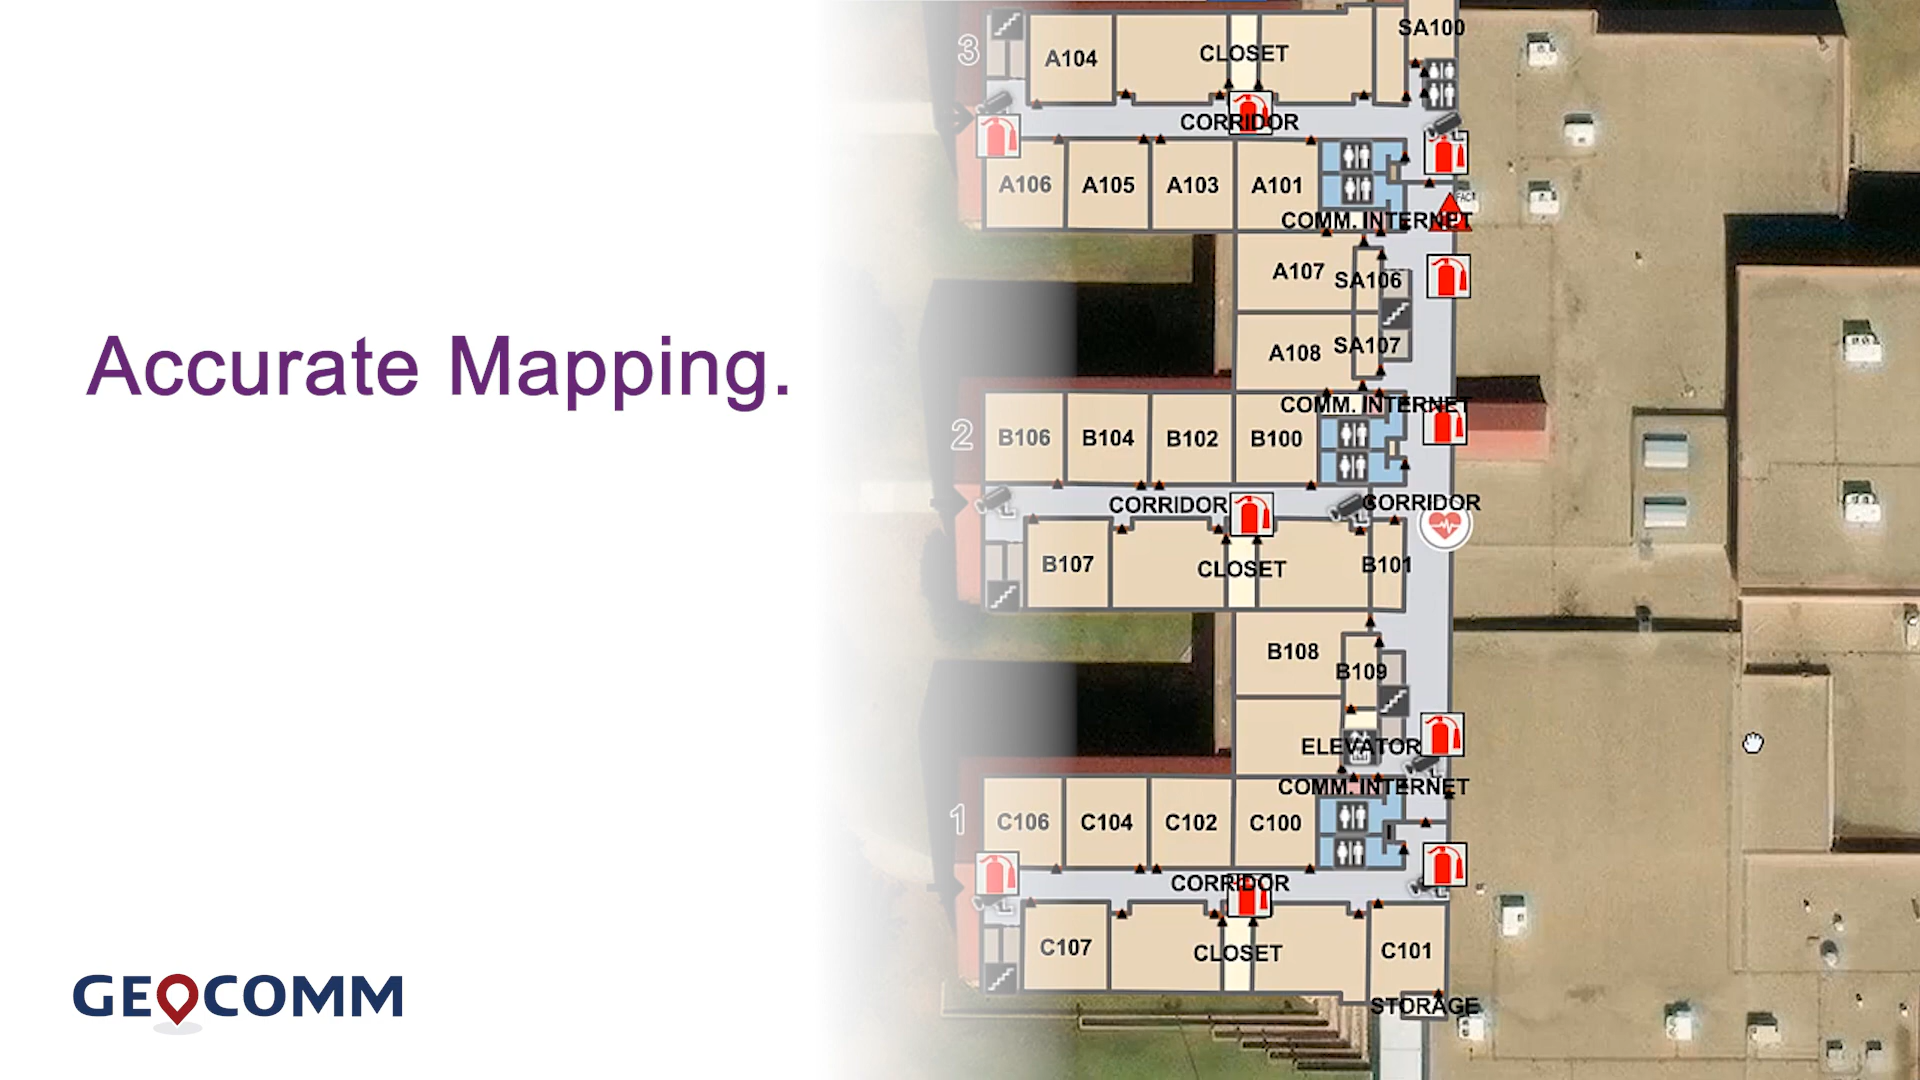 Accurate Mapping.
GEOCOMM
SA100
3
A104
CLOSET
CORRIDOR
A106
A105
A103
A101
FAC
COMM. INTERNET
A107
SA106
A108
SA107
COMM. INTERNET
2
B106
B104
B102
B100
CORRIDOR
CORRIDOR
B107
CLOSET
B101
B108
B109
ELEVATOR
COMM. INTERNET
1
C106
C104
C102
C100
CORRIDOR
C107
CLOSET
C101
STORAGE